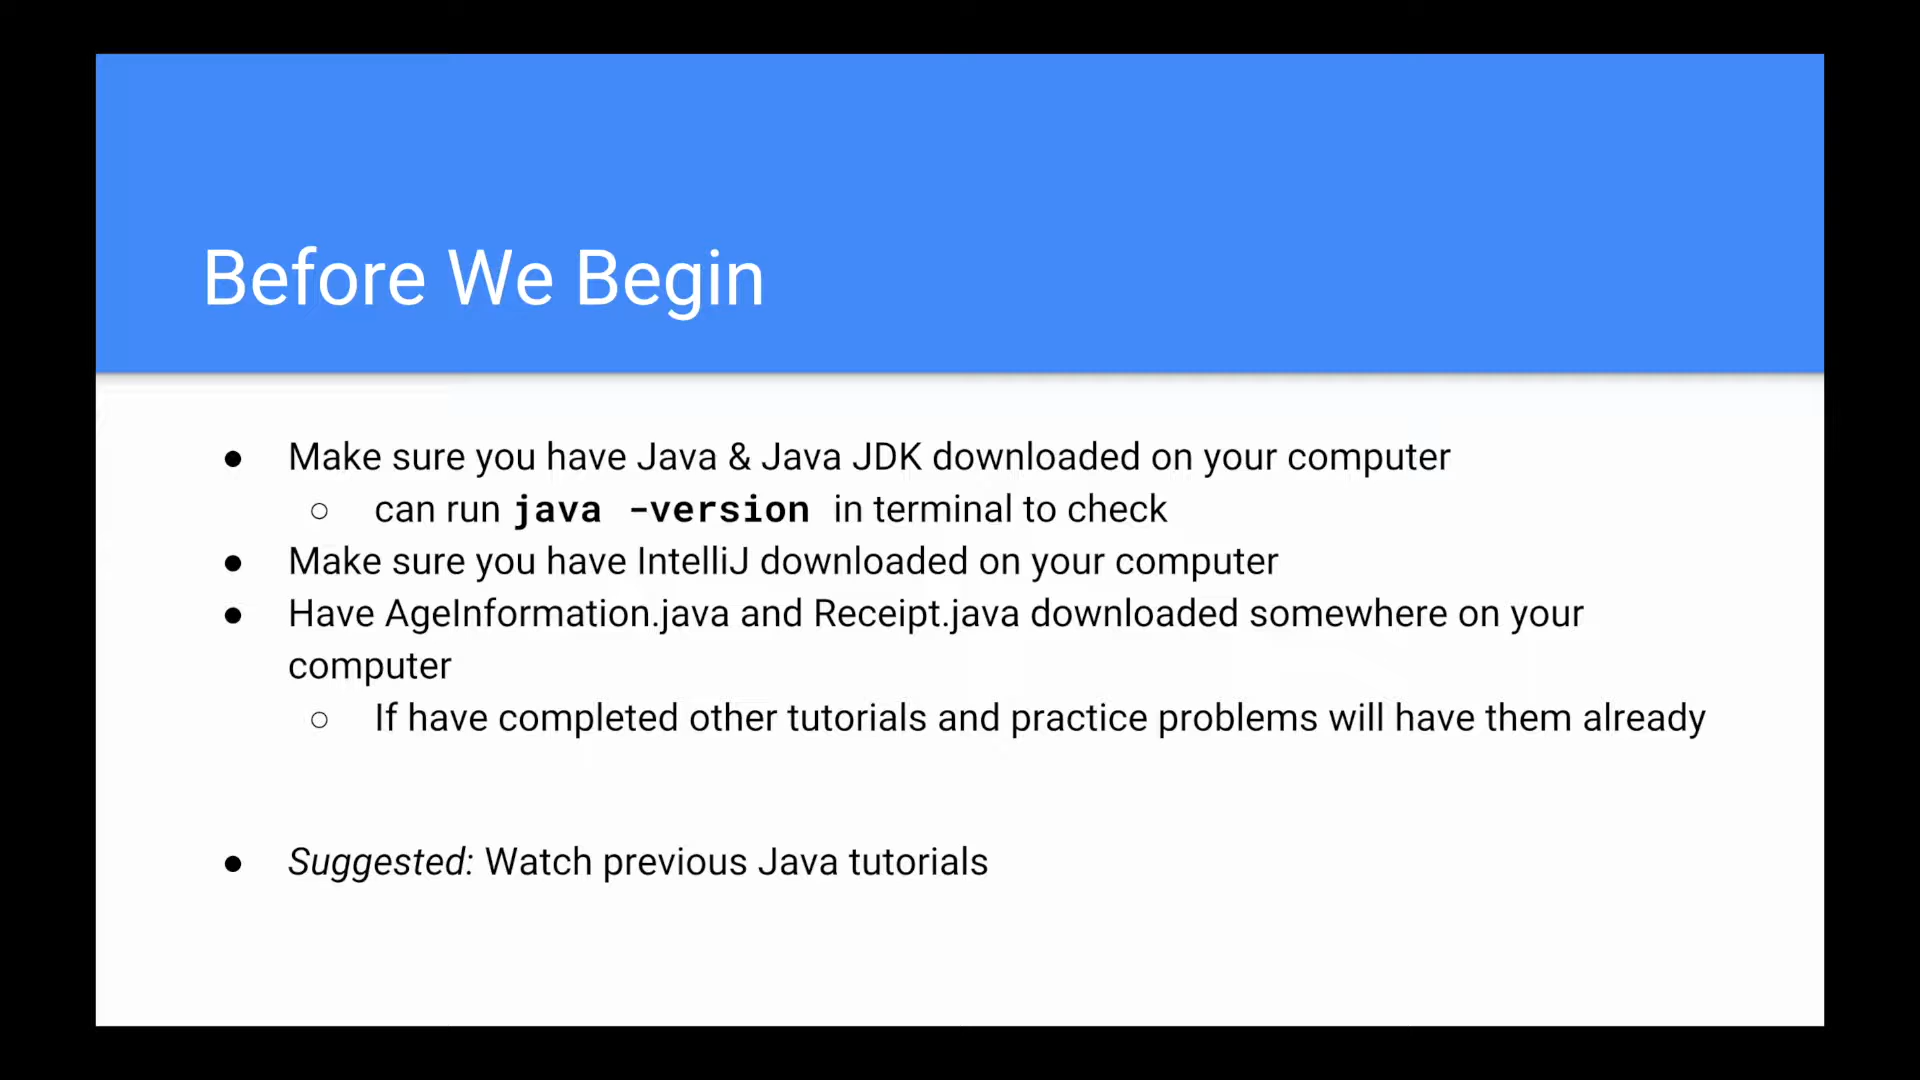 Before We Begin
● Make sure you have Java & Java JDK downloaded on your computer
○ can run java -version in terminal to check
● Make sure you have IntelliJ downloaded on your computer
● Have AgeInformation.java and Receipt.java downloaded somewhere on your
computer
○ If have completed other tutorials and practice problems will have them already
● Suggested: Watch previous Java tutorials